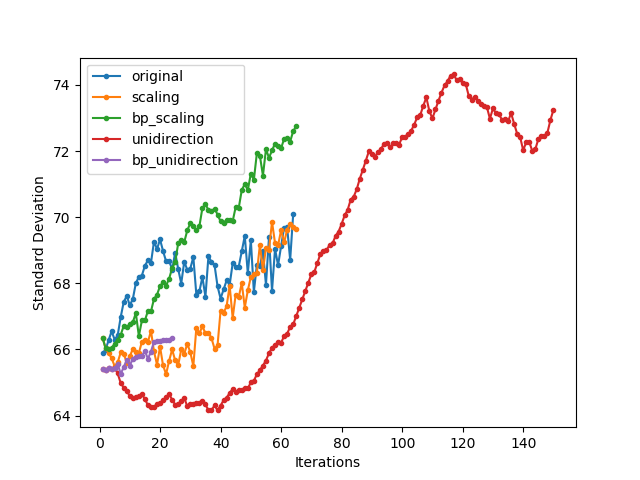 original
scaling
bp_scaling
unidirection
bp_unidirection
74
72
70
68
66
64
Standard Deviation
0 20 40 60 80 100 120 140
Iterations